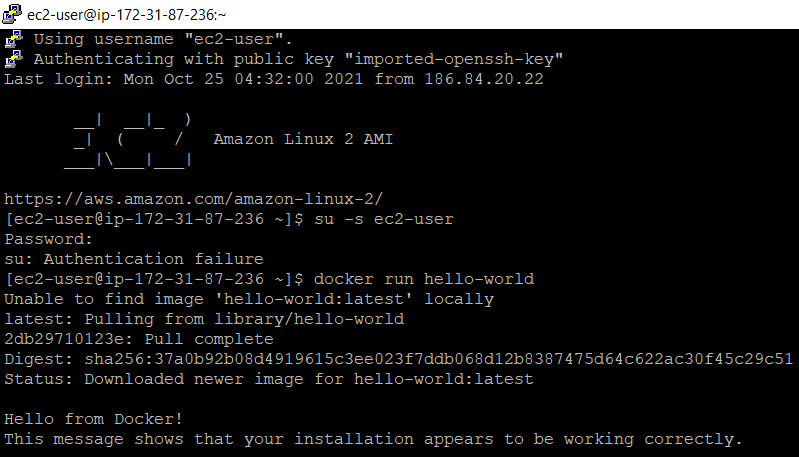 ec2-user@ip-172-31-87-236:~
Using username "ec2-user".
Authenticating with public key "imported-openssh-key"
Last login: Mon Oct 25 04:32:00 2021 from 186.84.20.22
       __|  __|_  )
       _|  (     /   Amazon Linux 2 AMI
      ___|\___|___|
https://aws.amazon.com/amazon-linux-2/
[ec2-user@ip-172-31-87-236 ~]$ su -s ec2-user
Password:
su: Authentication failure
[ec2-user@ip-172-31-87-236 ~]$ docker run hello-world
Unable to find image 'hello-world:latest' locally
latest: Pulling from library/hello-world
2db29710123e: Pull complete
Digest: sha256:37a0b92b08d4919615c3ee023f7ddb068d12b8387475d64c622ac30f45c29c51
Status: Downloaded newer image for hello-world:latest
Hello from Docker!
This message shows that your installation appears to be working correctly.